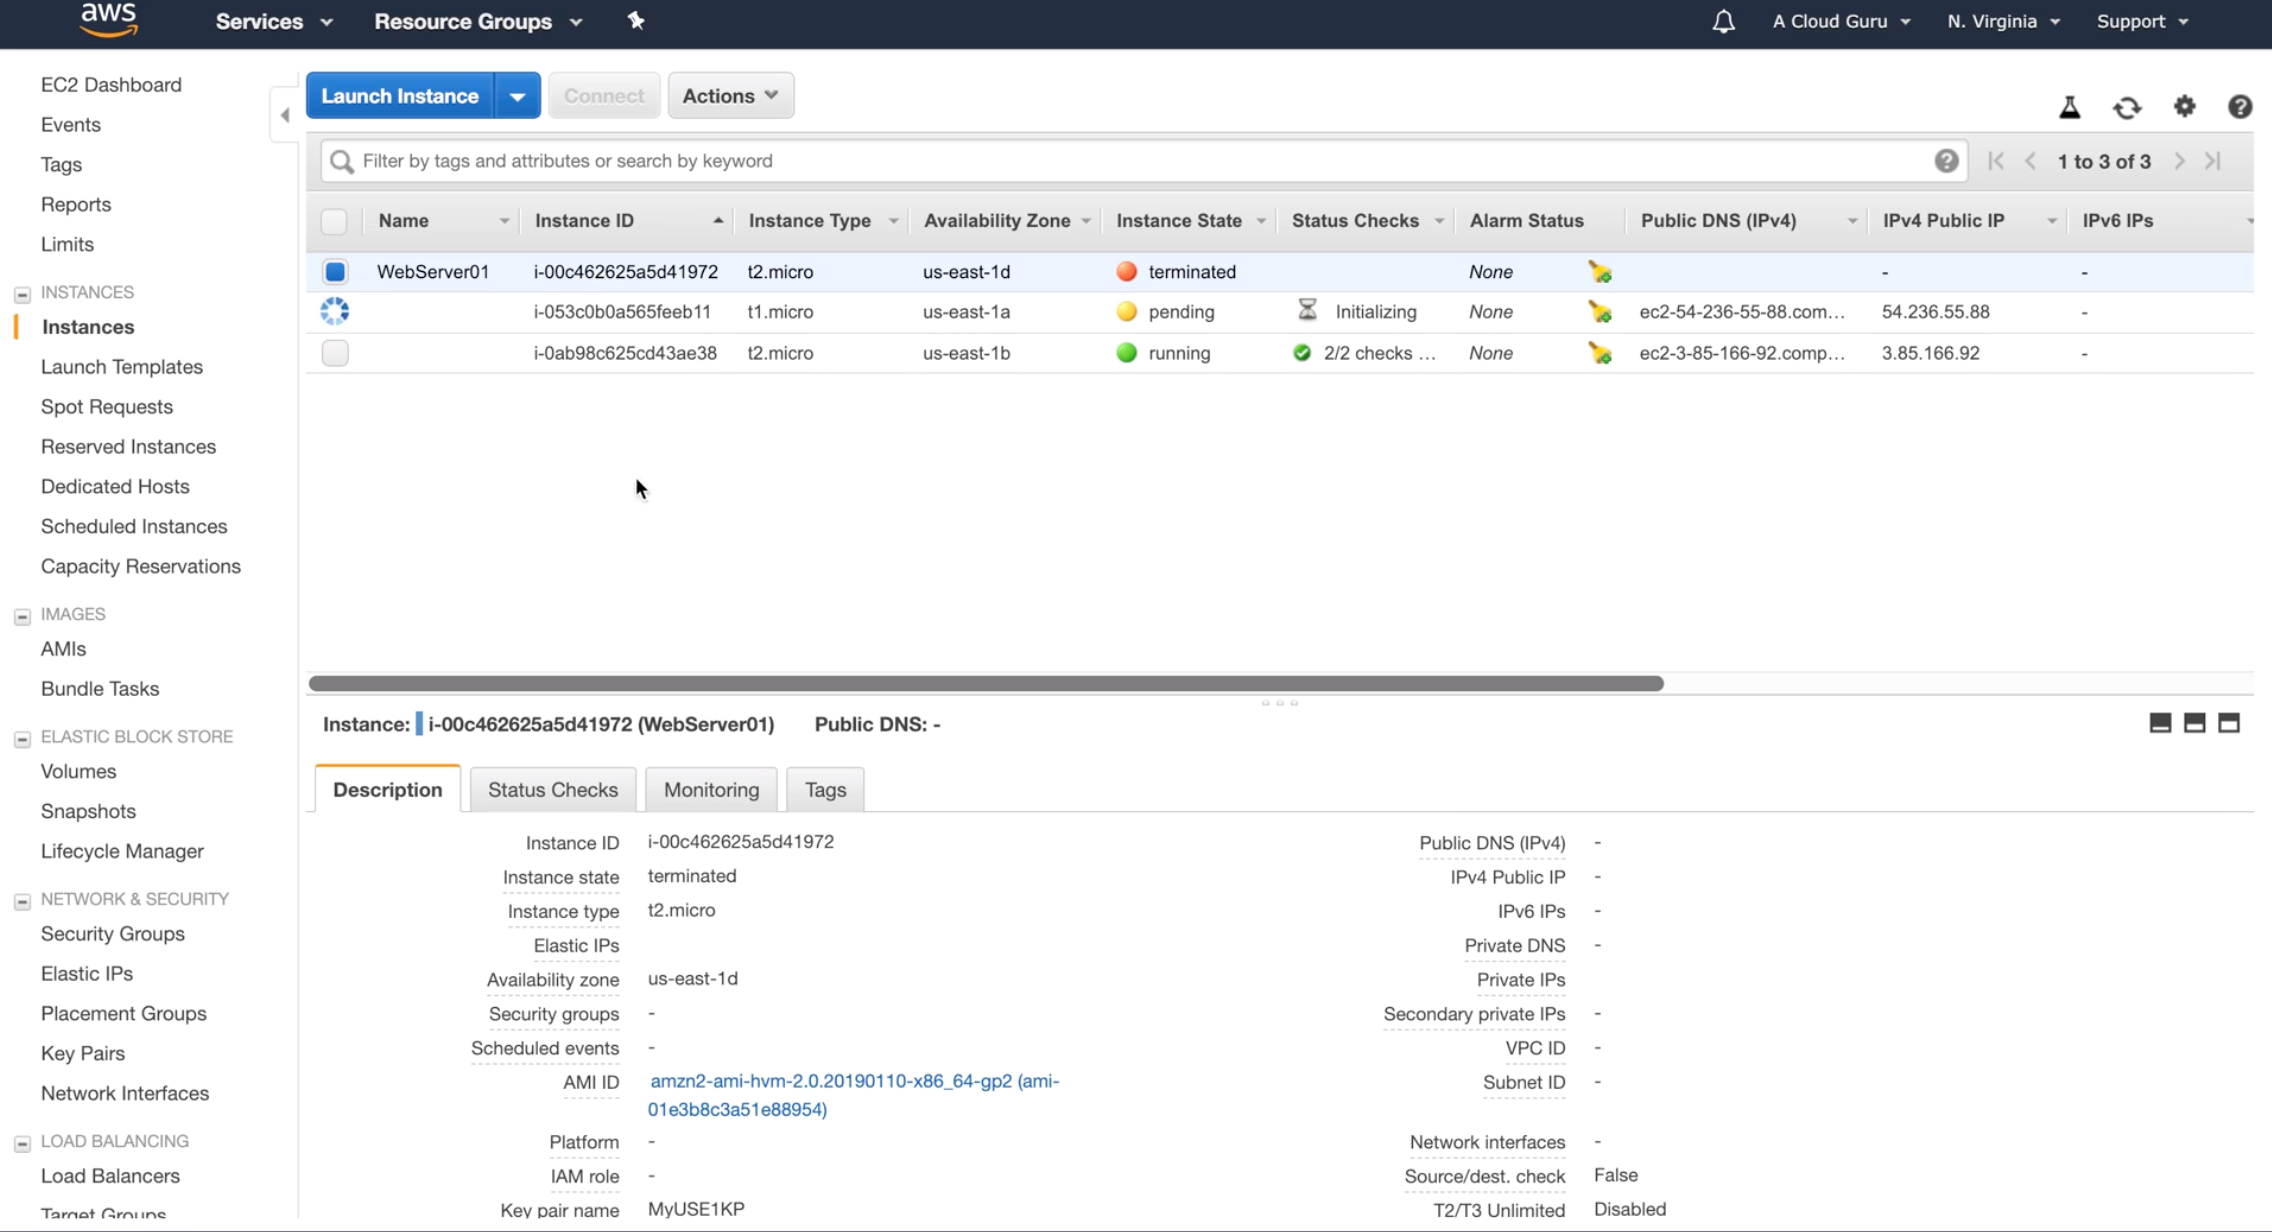 aws Services Resource Groups A Cloud Guru N. Virginia Support
EC2 Dashboard
Events
Tags
Reports
Limits
INSTANCES
Instances
Launch Templates
Spot Requests
Reserved Instances
Dedicated Hosts
Scheduled Instances
Capacity Reservations
IMAGES
AMIs
Bundle Tasks
ELASTIC BLOCK STORE
Volumes
Snapshots
Lifecycle Manager
NETWORK & SECURITY
Security Groups
Elastic IPs
Placement Groups
Key Pairs
Network Interfaces
LOAD BALANCING
Load Balancers
Target Groups
Launch Instance Connect Actions
Filter by tags and attributes or search by keyword 1 to 3 of 3
Name Instance ID Instance Type Availability Zone Instance State Status Checks Alarm Status Public DNS (IPv4) IPv4 Public IP IPv6 IPs
WebServer01 i-00c462625a5d41972 t2.micro us-east-1d terminated None - -
i-053c0b0a565feeb11 t1.micro us-east-1a pending Initializing None ec2-54-236-55-88.com... 54.236.55.88 -
i-0ab98c625cd43ae38 t2.micro us-east-1b running 2/2 checks ... None ec2-3-85-166-92.comp... 3.85.166.92 -
Instance: i-00c462625a5d41972 (WebServer01) Public DNS: -
Description Status Checks Monitoring Tags
Instance ID i-00c462625a5d41972 Public DNS (IPv4) -
Instance state terminated IPv4 Public IP -
Instance type t2.micro IPv6 IPs -
Elastic IPs Private DNS -
Availability zone us-east-1d Private IPs
Security groups - Secondary private IPs -
Scheduled events - VPC ID -
AMI ID amzn2-ami-hvm-2.0.20190110-x86_64-gp2 (ami- Subnet ID -
01e3b8c3a51e88954)
Platform - Network interfaces -
IAM role - Source/dest. check False
Key pair name MyUSE1KP T2/T3 Unlimited Disabled